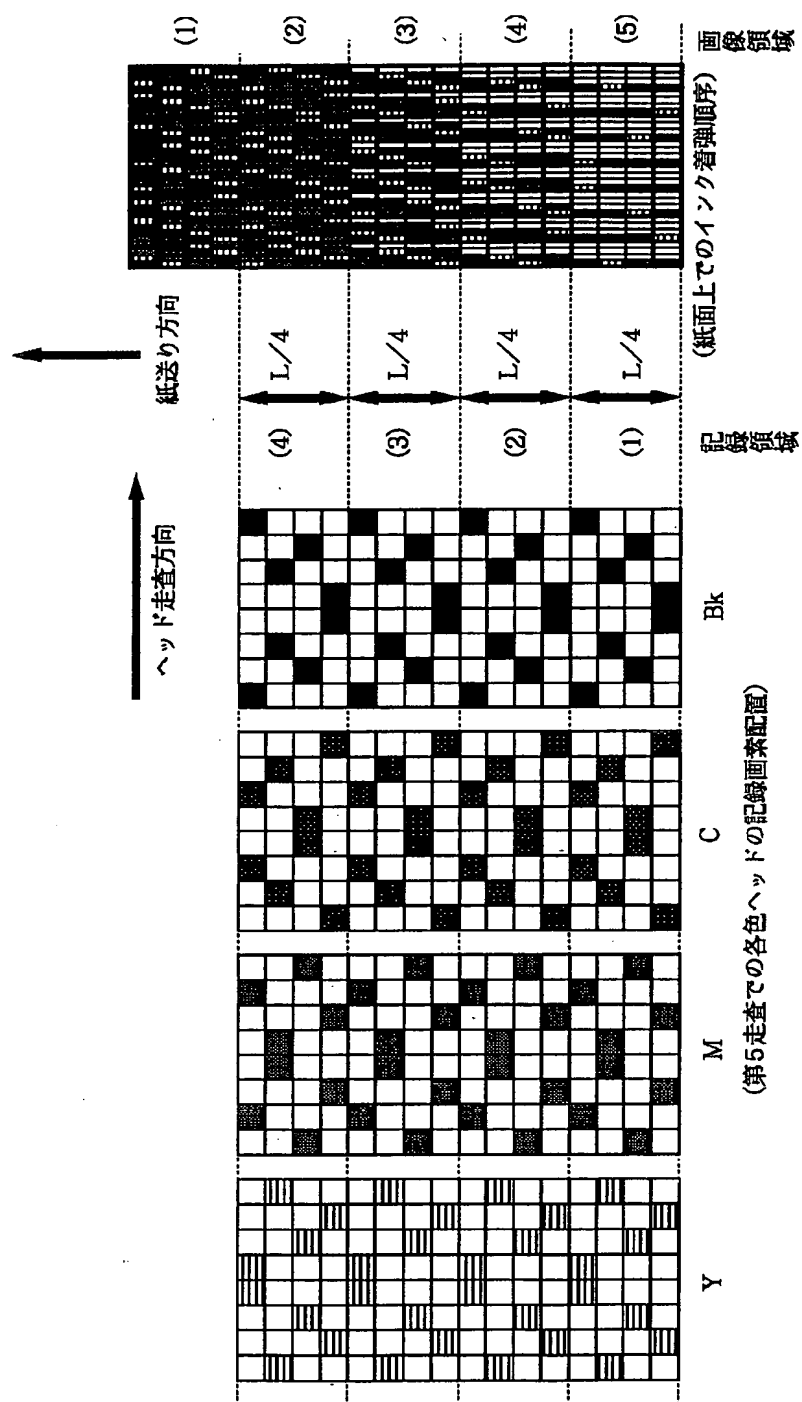 ヘッド走査方向
紙送り方向
(4) L/4
(3) L/4
(2) L/4
(1) L/4
記録領域
(1)
(2)
(3)
(4)
(5)
画像領域
(紙面上でのインク着弾順序)
Y
M
C
Bk
(第5走査での各色ヘッドの記録画素配置)